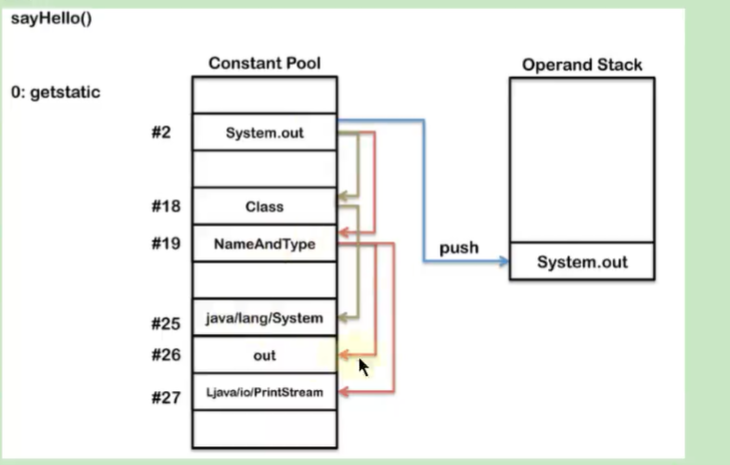 sayHello()
Constant Pool
Operand Stack
0: getstatic
#2
System.out
#18
Class
#19
NameAndType
push
System.out
#25
java/lang/System
#26
out
#27
Ljava/io/PrintStream